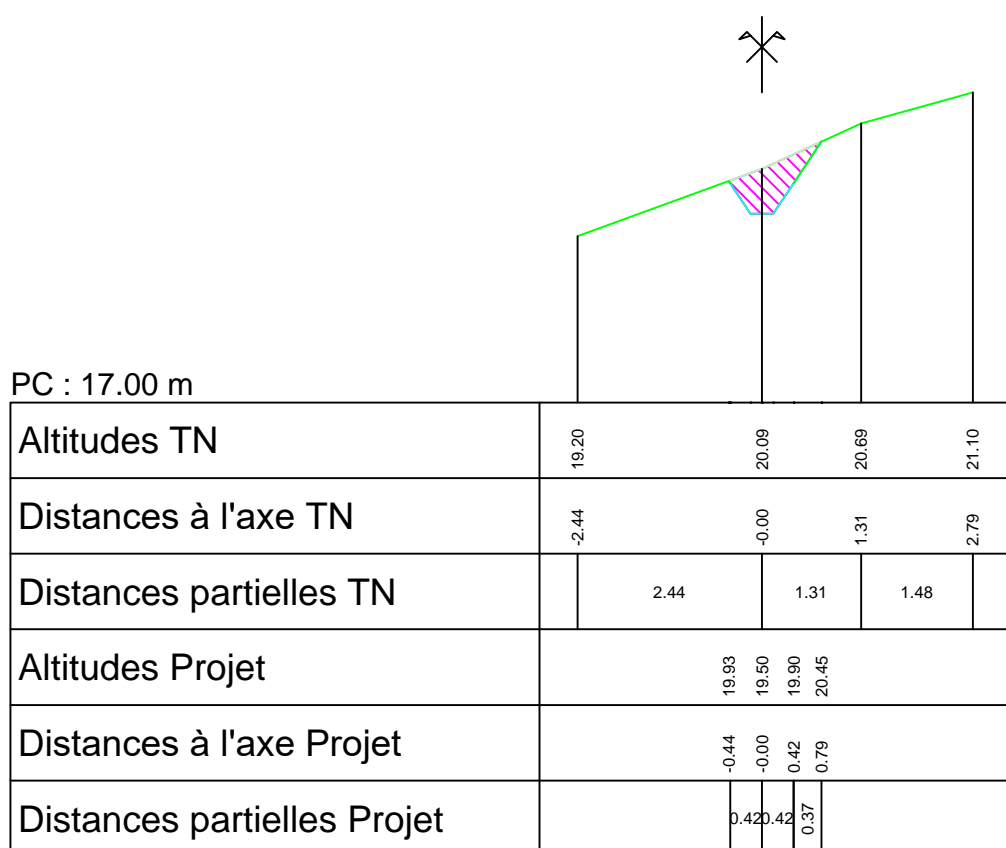 PC : 17.00 m
Altitudes TN 19.20 20.09 20.69 21.10
Distances à l'axe TN -2.44 -0.00 1.31 2.79
Distances partielles TN 2.44 1.31 1.48
Altitudes Projet 19.93 19.50 19.90 20.45
Distances à l'axe Projet -0.44 -0.00 0.42 0.79
Distances partielles Projet 0.42 0.42 0.37